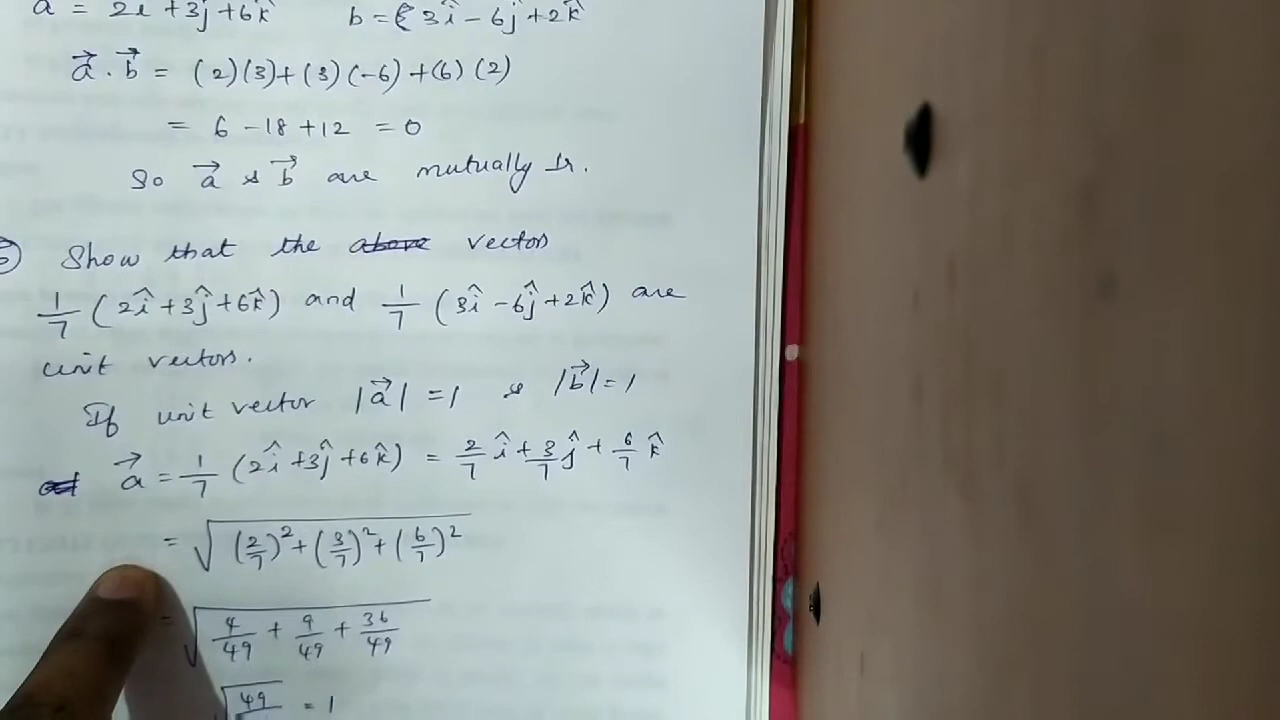 a = 2i + 3j + 6k̂ b = 3î - 6ĵ + 2k̂
a⃗ . b⃗ = (2)(3) + (3)(-6) + (6)(2)
= 6 - 18 + 12 = 0
So a⃗ & b⃗ are mutually ⊥r.
Show that the above vectors
1/7 (2î + 3ĵ + 6k̂) and 1/7 (3î - 6ĵ + 2k̂) are
unit vectors.
If unit vector |a⃗| = 1 & |b⃗| = 1
a⃗ = 1/7 (2î + 3ĵ + 6k̂) = 2/7 î + 3/7 ĵ + 6/7 k̂
= √((2/7)² + (3/7)² + (6/7)²)
= √(4/49 + 9/49 + 36/49)
√49 = 1